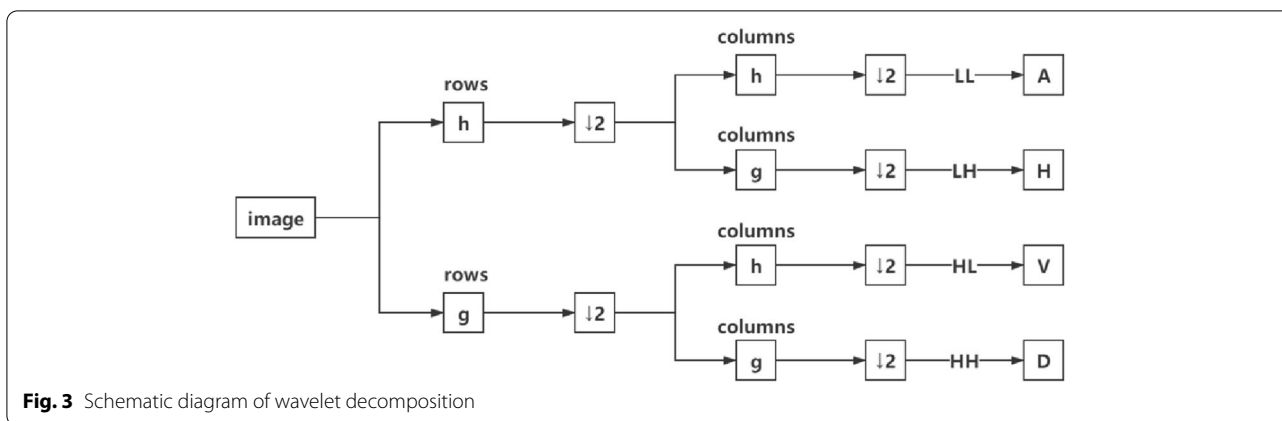 columns
h ↓2 LL A
rows
h ↓2
columns
g ↓2 LH H
image
columns
h ↓2 HL V
rows
g ↓2
columns
g ↓2 HH D
Fig. 3 Schematic diagram of wavelet decomposition